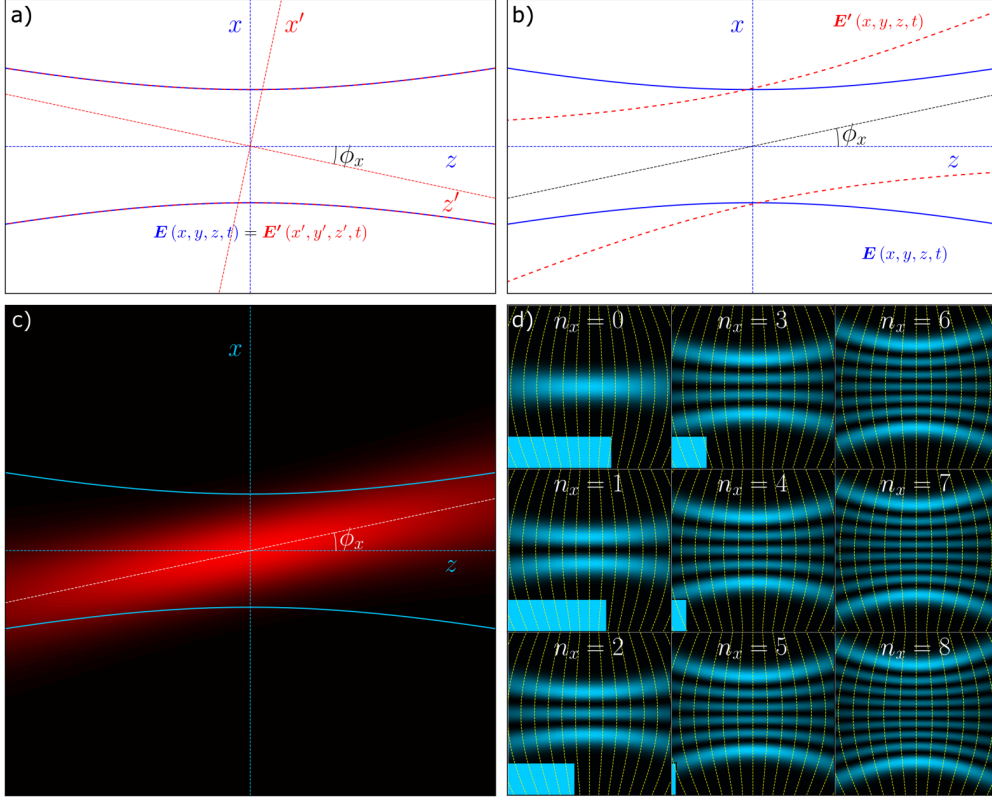 a)
x
x′
ϕₓ
z
z′
E (x, y, z, t) = E′ (x′, y′, z′, t)
b)
x
E′ (x, y, z, t)
ϕₓ
z
E (x, y, z, t)
c)
x
ϕₓ
z
d)
nₓ = 0
nₓ = 3
nₓ = 6
nₓ = 1
nₓ = 4
nₓ = 7
nₓ = 2
nₓ = 5
nₓ = 8